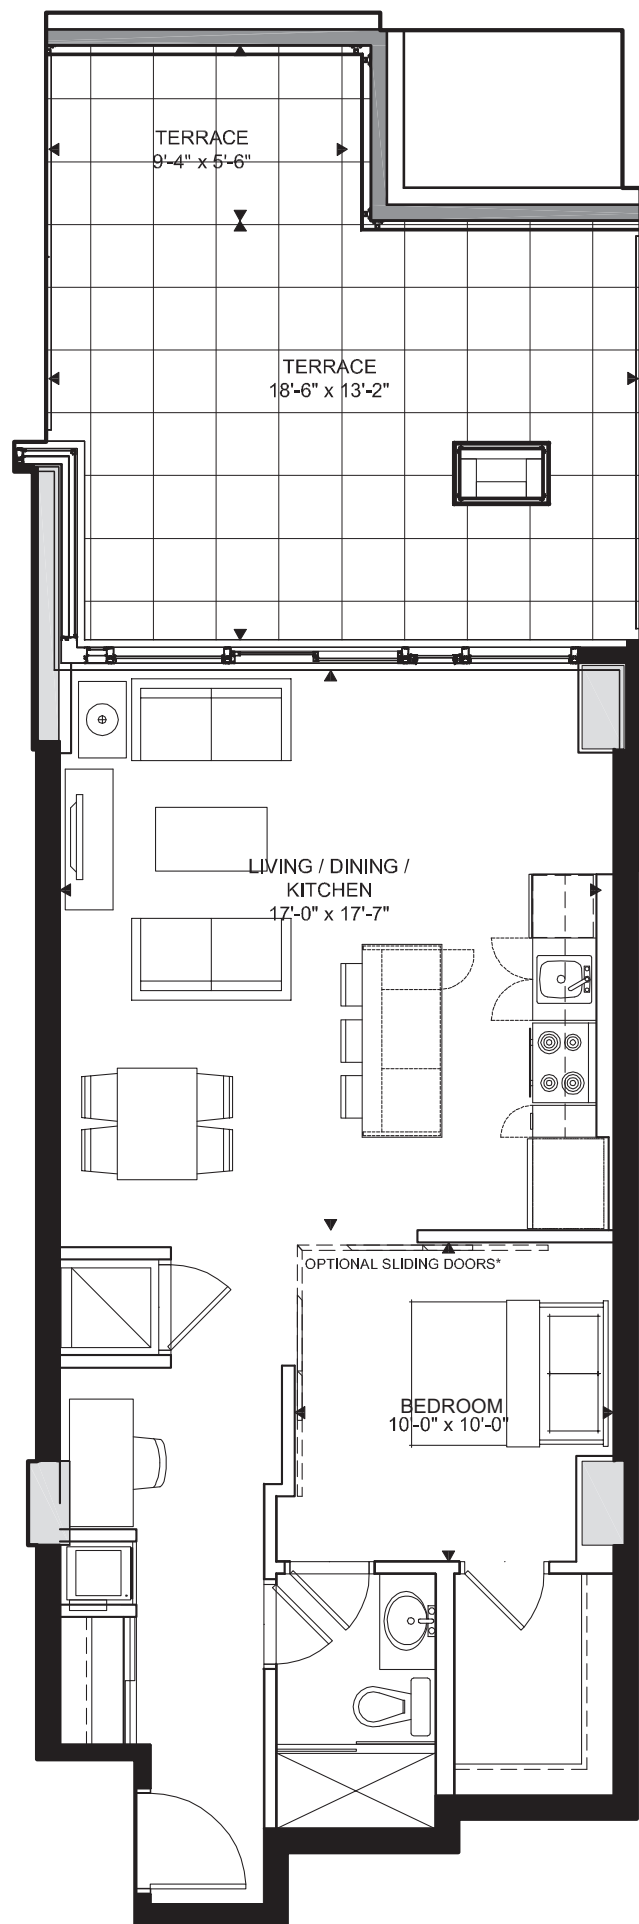 TERRACE
9'-4" x 5'-6"
TERRACE
18'-6" x 13'-2"
LIVING / DINING /
KITCHEN
17'-0" x 17'-7"
OPTIONAL SLIDING DOORS*
BEDROOM
10'-0" x 10'-0"